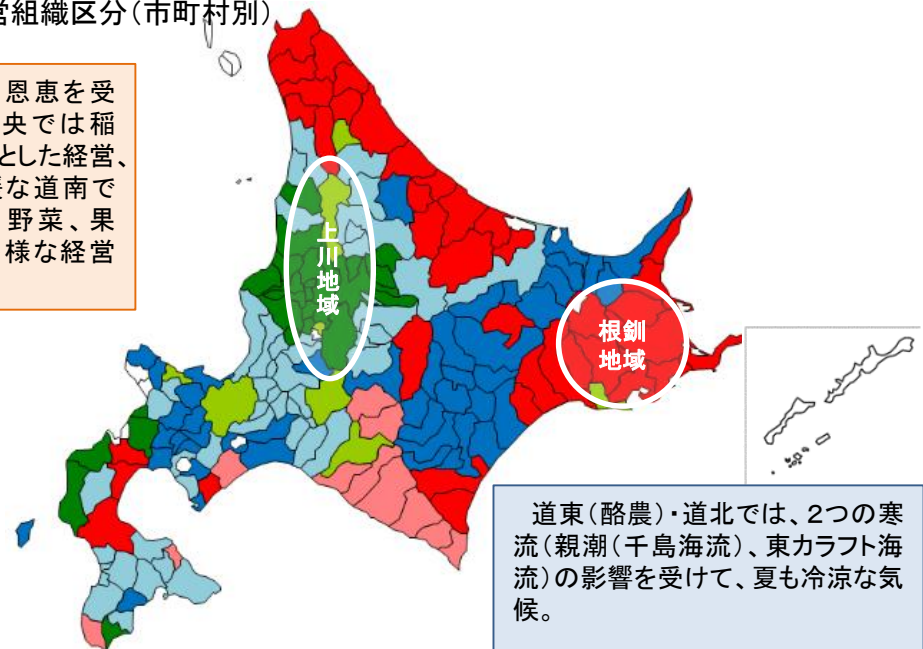 営組織区分（市町村別）
恩恵を受
央では稲
とした経営、
な道南で
野菜、果
様な経営
上川地域
根釧
地域
道東（酪農）・道北では、2つの寒
流（親潮（千島海流）、東カラフト海
流）の影響を受けて、夏も冷涼な気
候。